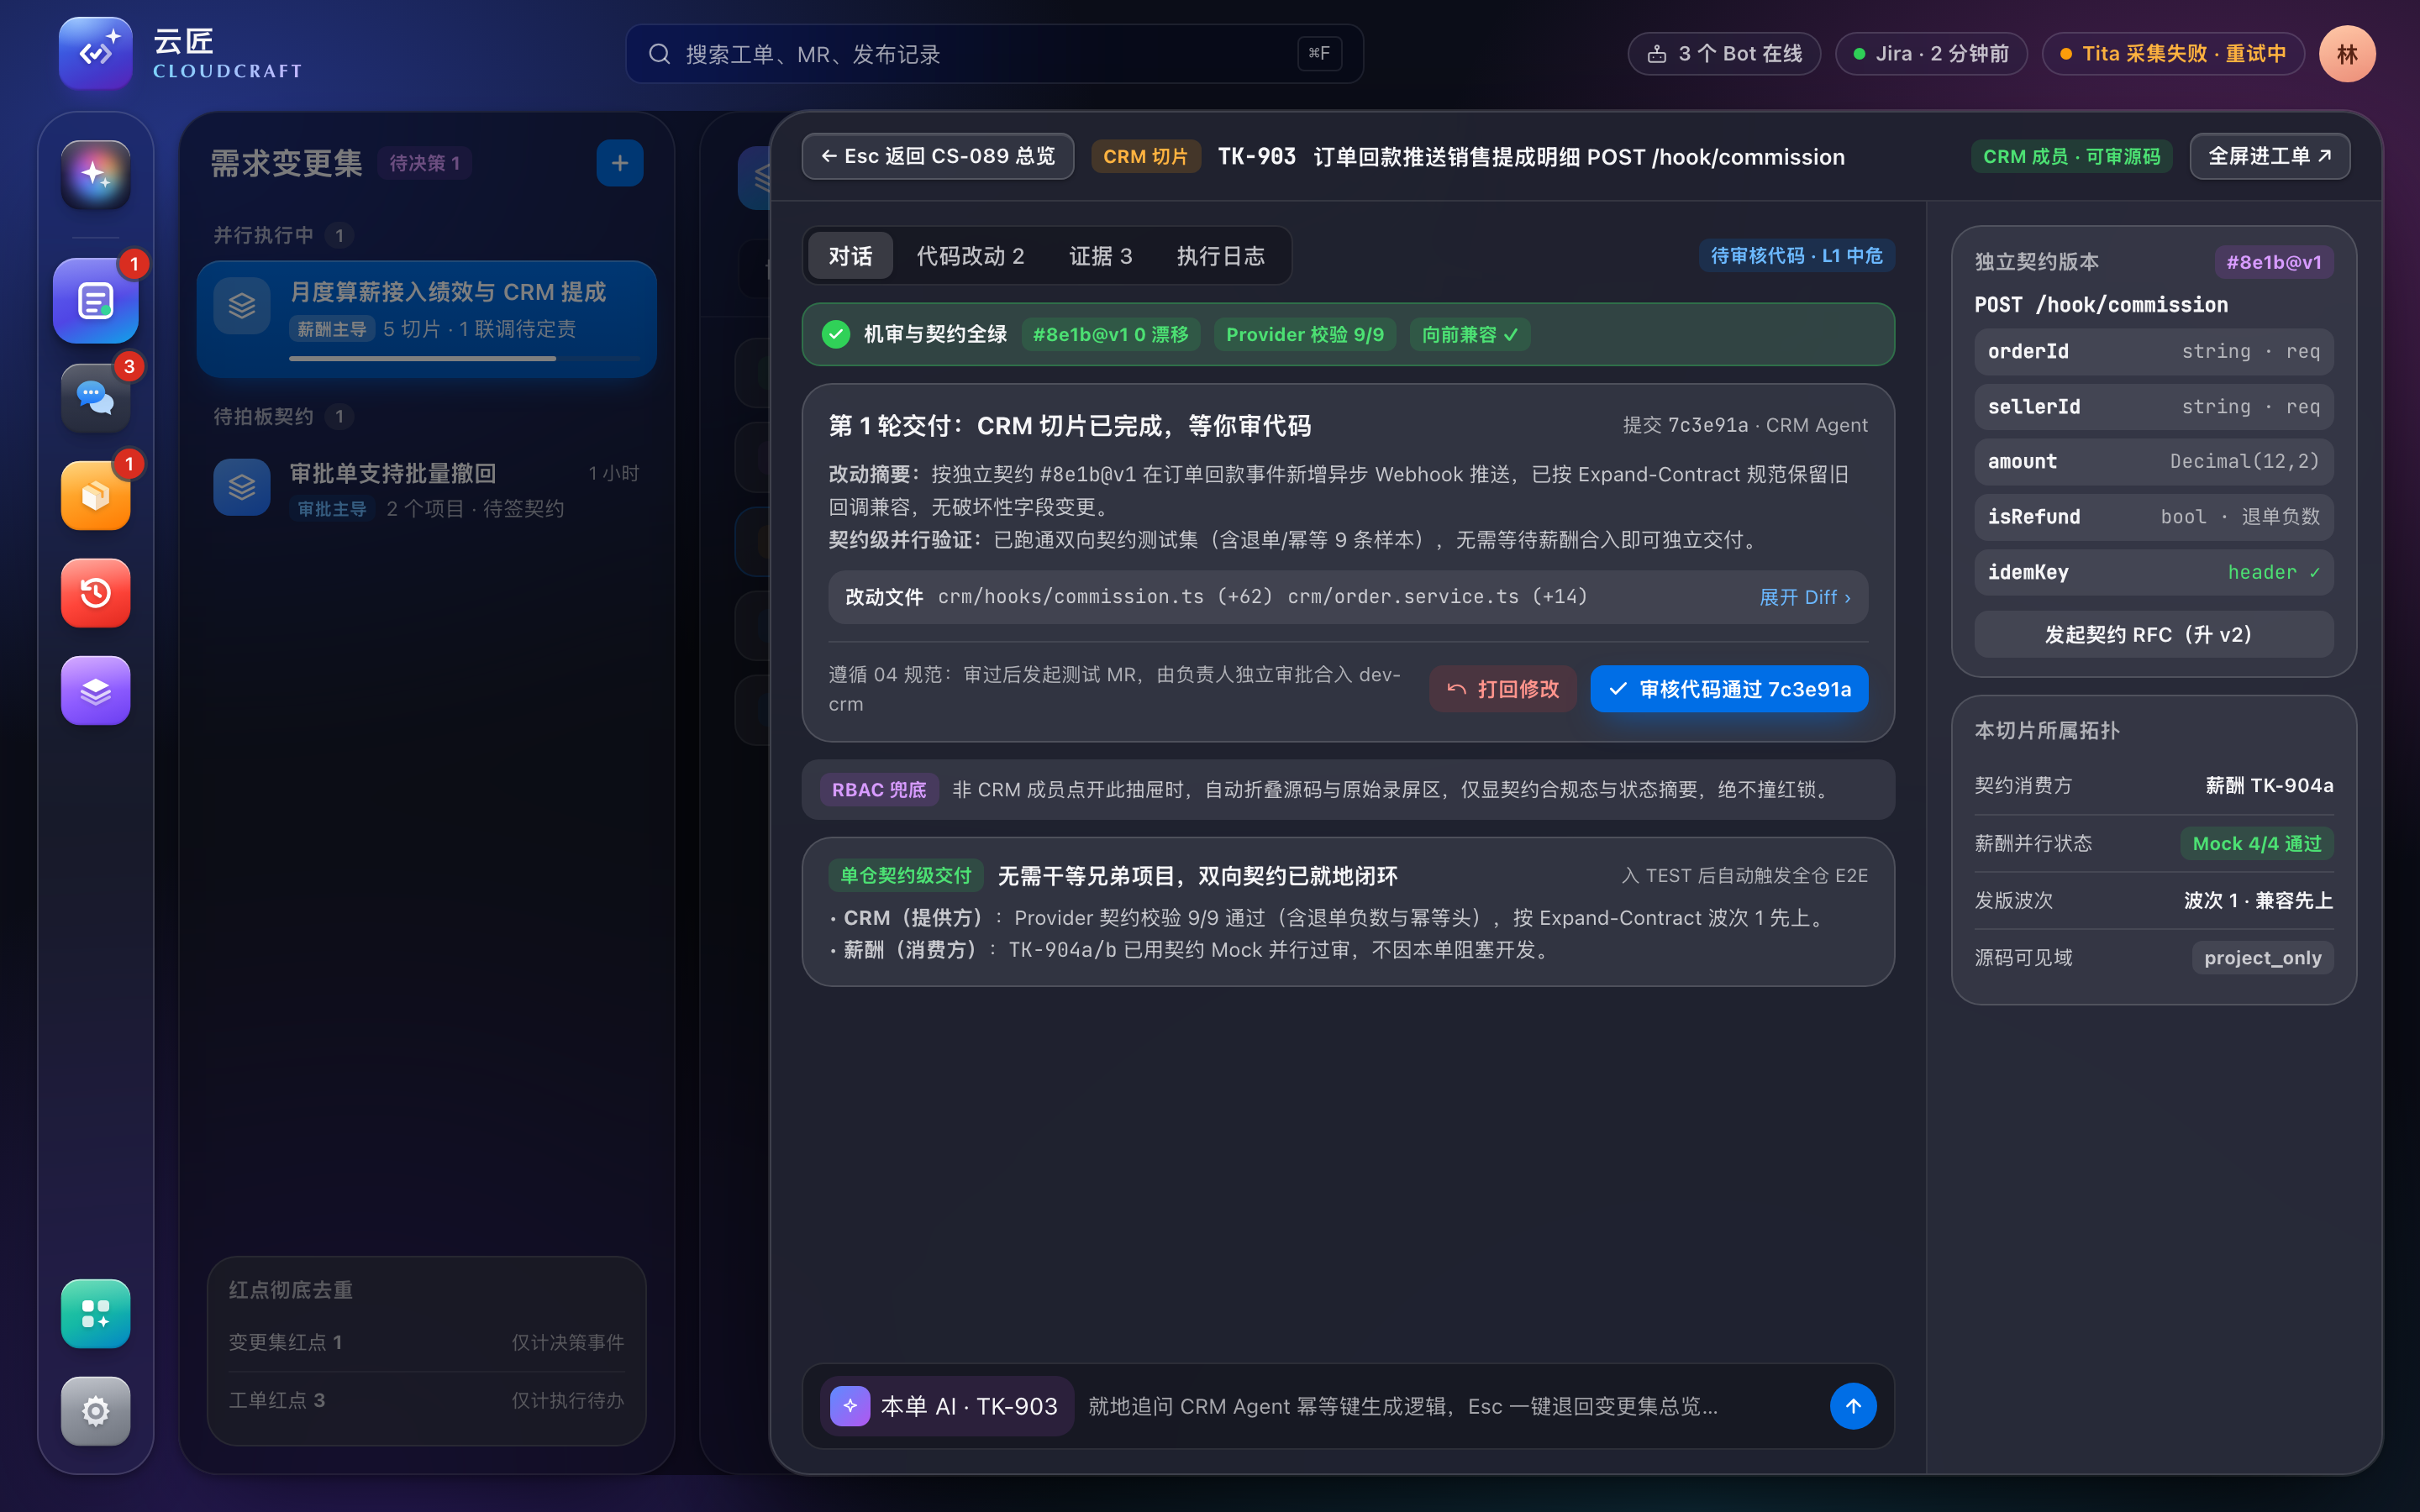 云匠
CLOUDCRAFT
搜索工单、MR、发布记录
⌘F
3 个 Bot 在线
Jira · 2 分钟前
Tita 采集失败 · 重试中
林
1
3
1
需求变更集
待决策 1
并行执行中 1
月度算薪接入绩效与 CRM 提成
薪酬主导 5 切片 · 1 联调待定责
待拍板契约 1
审批单支持批量撤回
1 小时
审批主导 2 个项目 · 待签契约
红点彻底去重
变更集红点 1 仅计决策事件
工单红点 3 仅计执行待办
← Esc 返回 CS-089 总览
CRM 切片
TK-903 订单回款推送销售提成明细 POST /hook/commission
CRM 成员 · 可审源码
全屏进工单 ↗
对话
代码改动 2
证据 3
执行日志
待审核代码 · L1 中危
机审与契约全绿
#8e1b@v1 0 漂移
Provider 校验 9/9
向前兼容 ✓
第 1 轮交付：CRM 切片已完成，等你审代码
提交 7c3e91a · CRM Agent
改动摘要：按独立契约 #8e1b@v1 在订单回款事件新增异步 Webhook 推送，已按 Expand-Contract 规范保留旧
回调兼容，无破坏性字段变更。
契约级并行验证：已跑通双向契约测试集（含退单/幂等 9 条样本），无需等待薪酬合入即可独立交付。
改动文件 crm/hooks/commission.ts (+62) crm/order.service.ts (+14)
展开 Diff ›
遵循 04 规范：审过后发起测试 MR，由负责人独立审批合入 dev-
crm
打回修改
审核代码通过 7c3e91a
RBAC 兜底 非 CRM 成员点开此抽屉时，自动折叠源码与原始录屏区，仅显契约合规态与状态摘要，绝不撞红锁。
单仓契约级交付 无需干等兄弟项目，双向契约已就地闭环
入 TEST 后自动触发全仓 E2E
· CRM（提供方）：Provider 契约校验 9/9 通过（含退单负数与幂等头），按 Expand-Contract 波次 1 先上。
· 薪酬（消费方）：TK-904a/b 已用契约 Mock 并行过审，不因本单阻塞开发。
本单 AI · TK-903
就地追问 CRM Agent 幂等键生成逻辑，Esc 一键退回变更集总览...
独立契约版本
#8e1b@v1
POST /hook/commission
orderId string · req
sellerId string · req
amount Decimal(12,2)
isRefund bool · 退单负数
idemKey header ✓
发起契约 RFC（升 v2）
本切片所属拓扑
契约消费方 薪酬 TK-904a
薪酬并行状态 Mock 4/4 通过
发版波次 波次 1 · 兼容先上
源码可见域 project_only